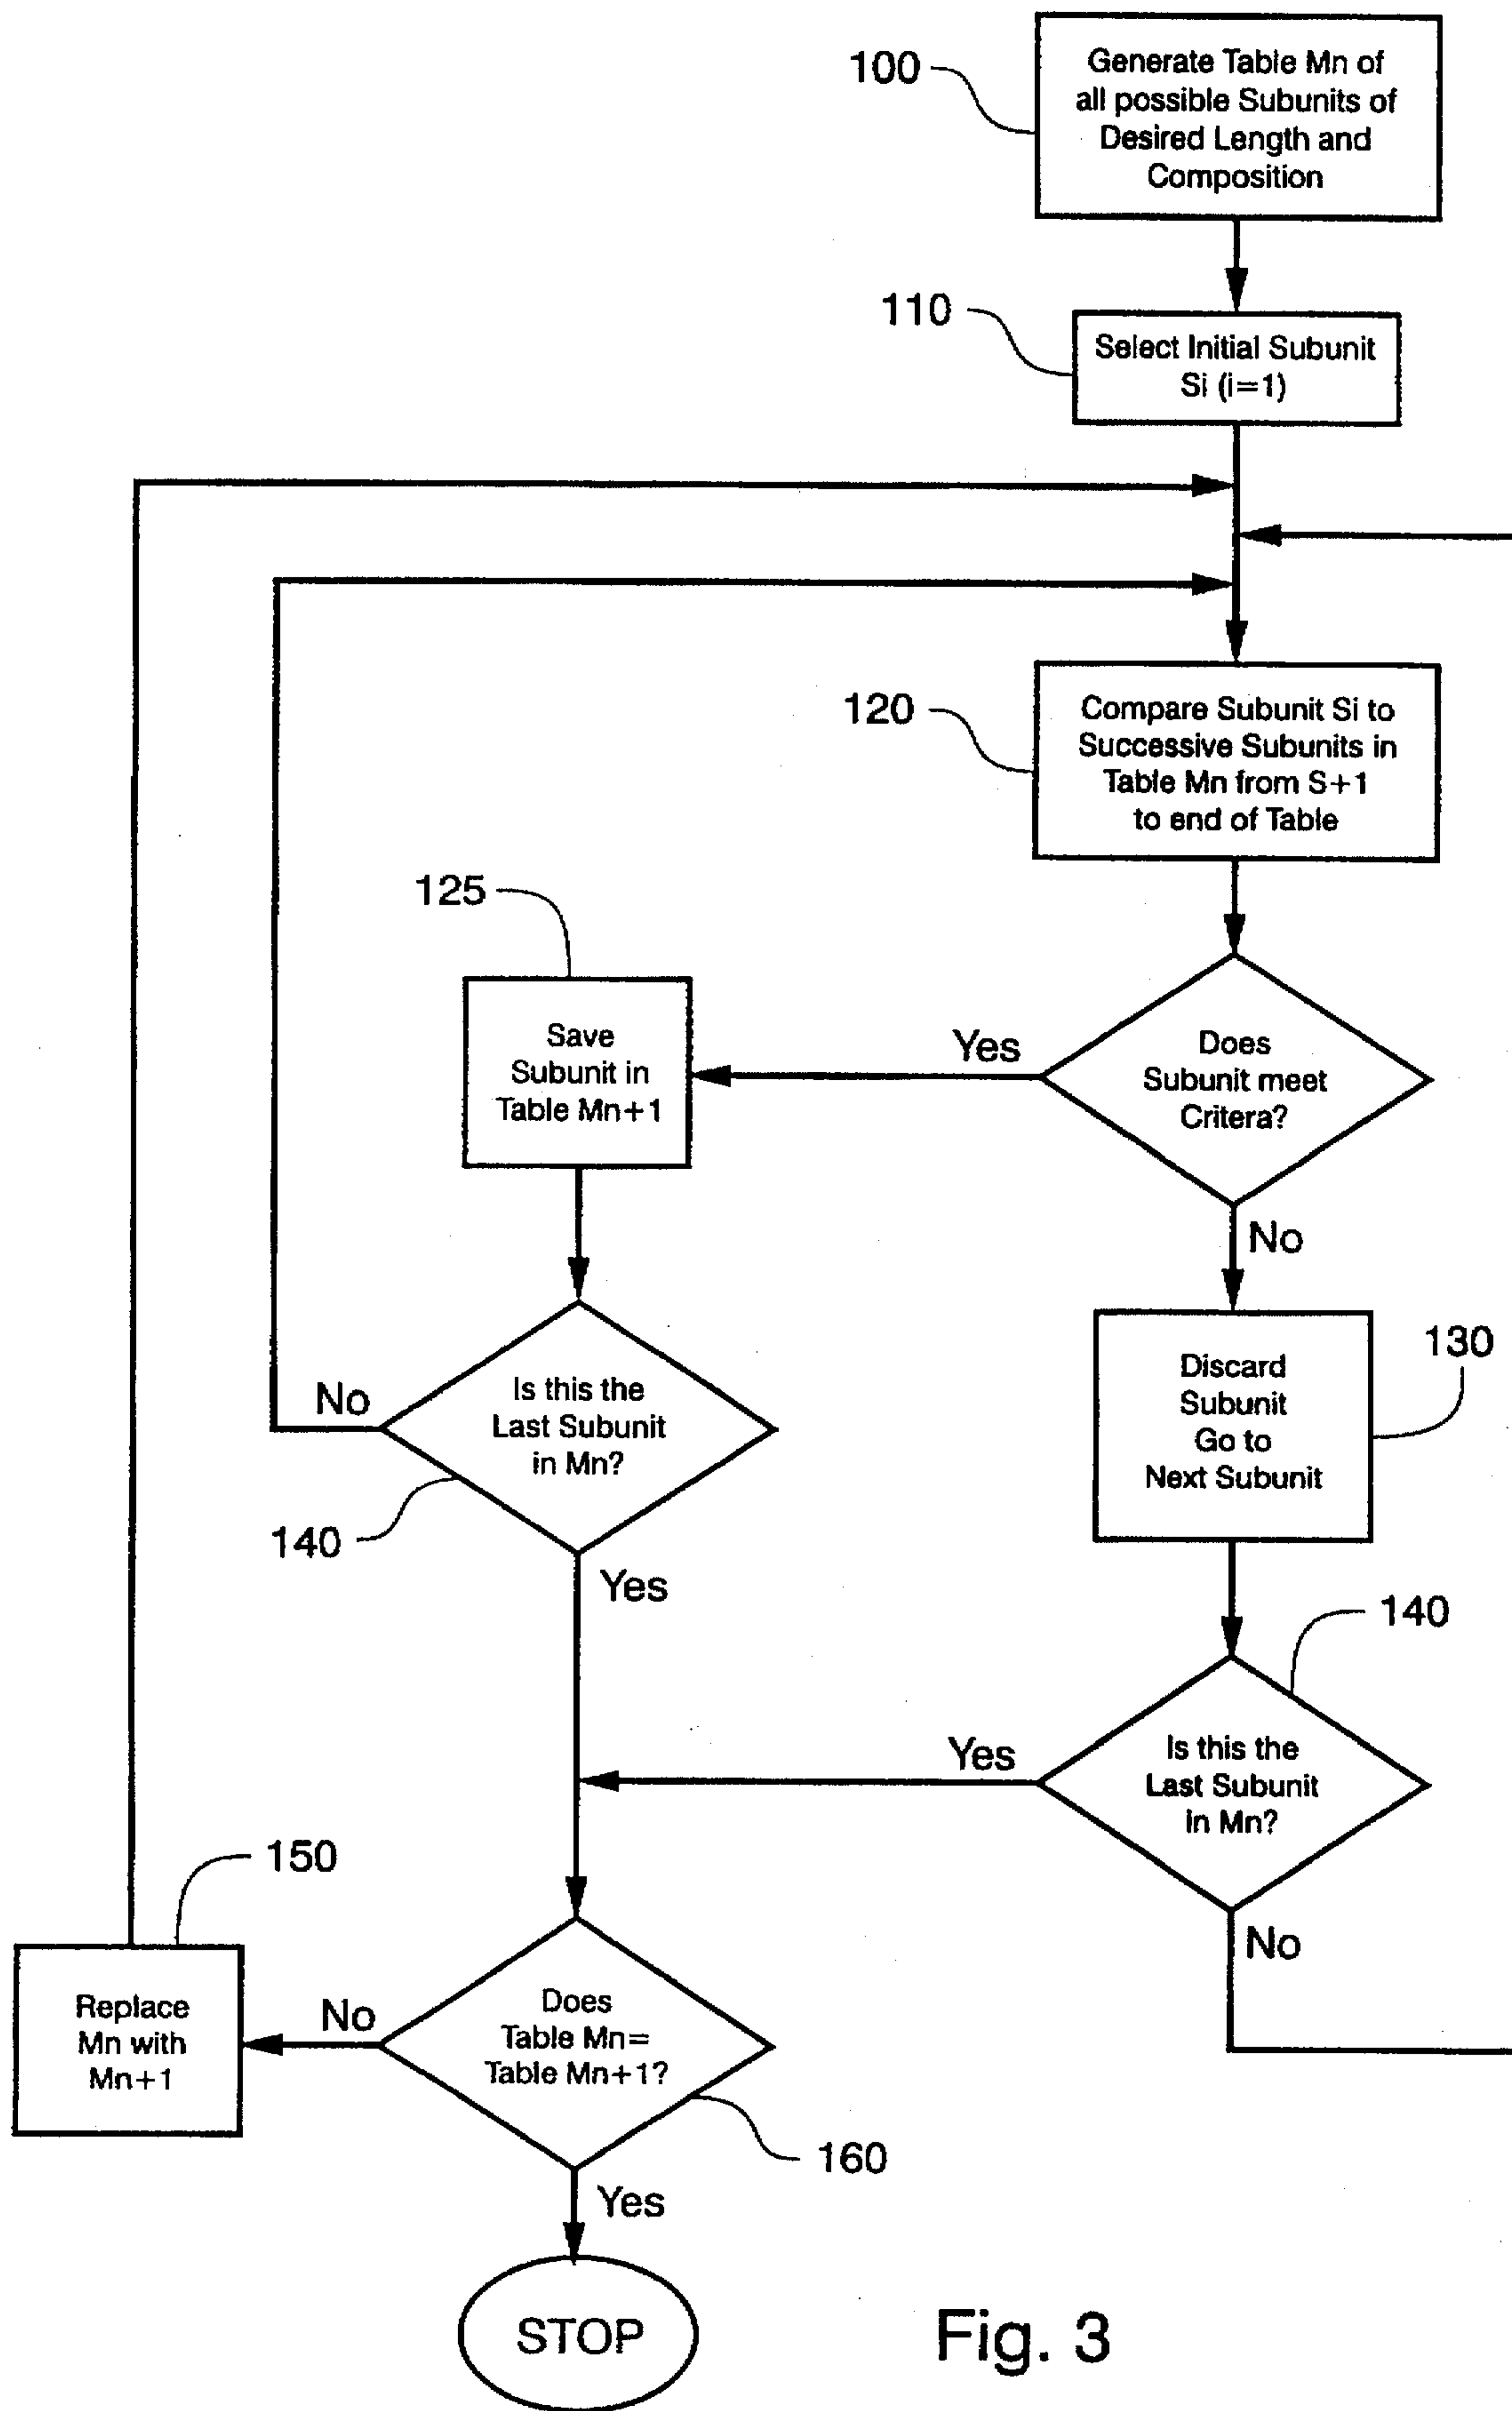 100
Generate Table Mn of
all possible Subunits of
Desired Length and
Composition
110
Select Initial Subunit
Si (i=1)
120
Compare Subunit Si to
Successive Subunits in
Table Mn from S+1
to end of Table
125
Save
Subunit in
Table Mn+1
Yes
Does
Subunit meet
Critera?
No
130
Discard
Subunit
Go to
Next Subunit
No
Is this the
Last Subunit
in Mn?
140
Yes
140
Is this the
Last Subunit
in Mn?
Yes
No
150
Replace
Mn with
Mn+1
No
Does
Table Mn=
Table Mn+1?
160
Yes
STOP
Fig. 3